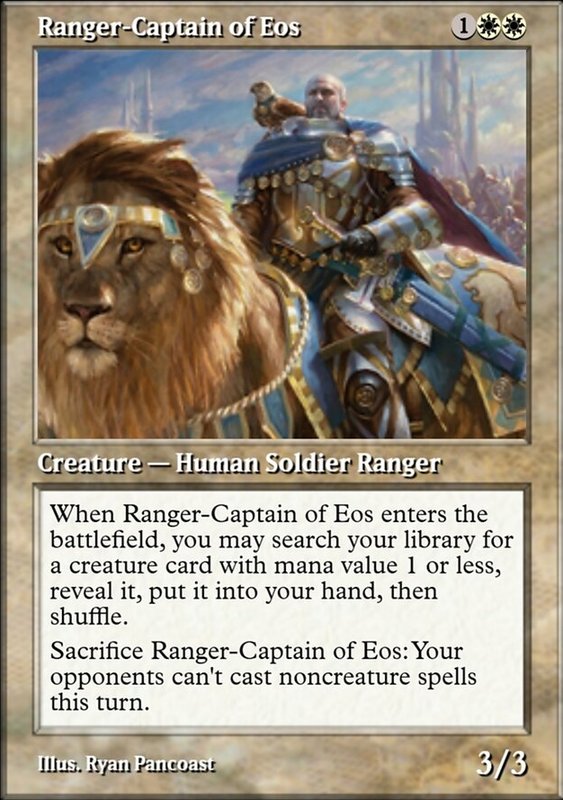 Ranger-Captain of Eos 1
Creature — Human Soldier Ranger
When Ranger-Captain of Eos enters the
battlefield, you may search your library for
a creature card with mana value 1 or less,
reveal it, put it into your hand, then
shuffle.
Sacrifice Ranger-Captain of Eos: Your
opponents can't cast noncreature spells
this turn.
Illus. Ryan Pancoast 3/3